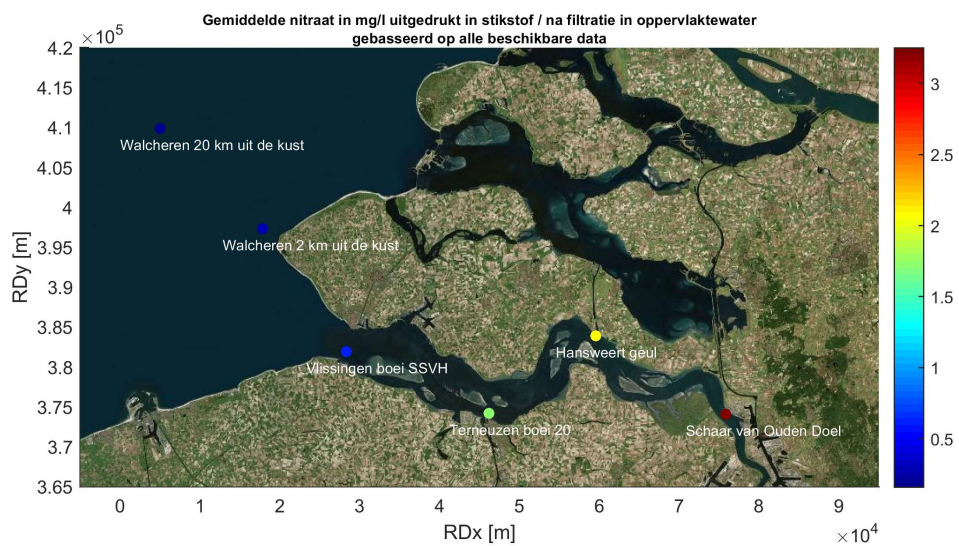 Gemiddelde nitraat in mg/l uitgedrukt in stikstof / na filtratie in oppervlaktewater
gebasseerd op alle beschikbare data
×10⁵
4.2
4.15
4.1
4.05
4
3.95
3.9
3.85
3.8
3.75
3.7
3.65
RDy [m]
Walcheren 20 km uit de kust
Walcheren 2 km uit de kust
Vlissingen boei SSVH
Hansweert geul
Terneuzen boei 20
Schaar van Ouden Doel
3
2.5
2
1.5
1
0.5
0 1 2 3 4 5 6 7 8 9
RDx [m]
×10⁴